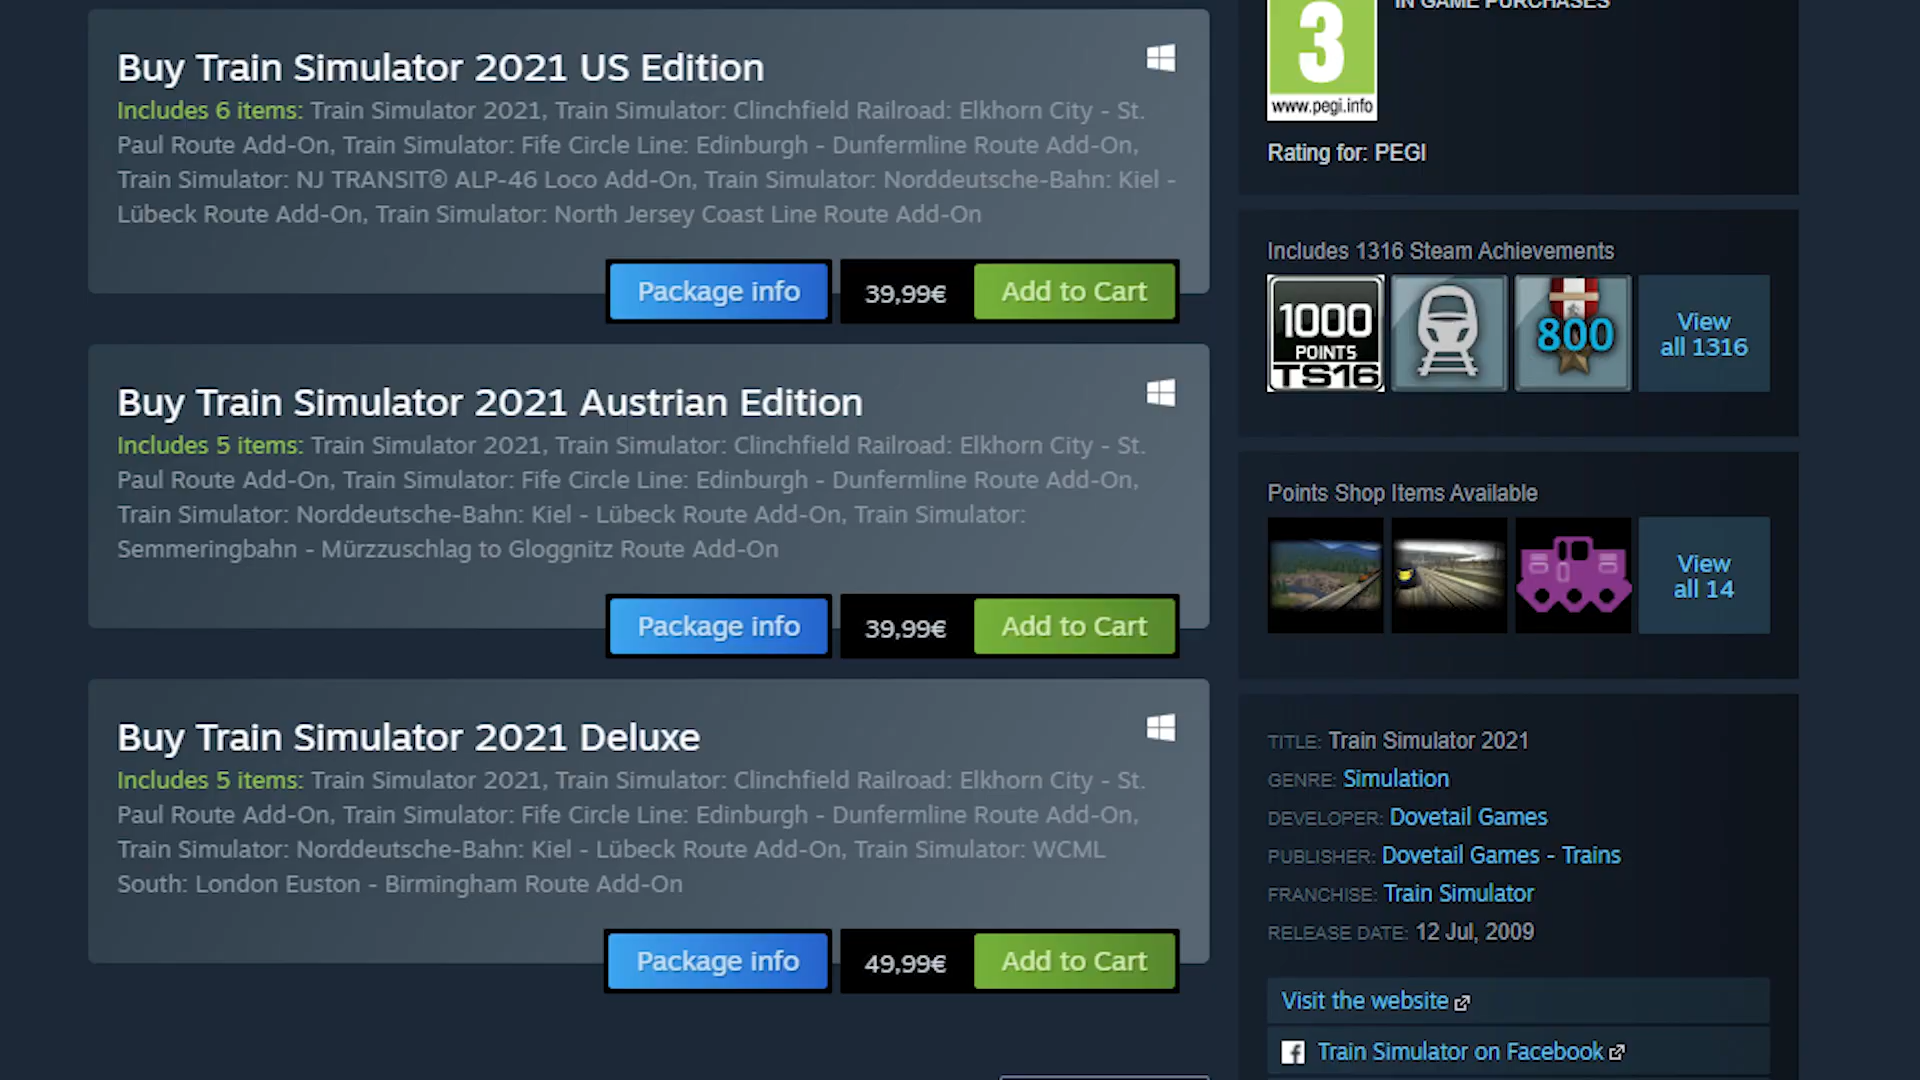 Buy Train Simulator 2021 US Edition
Includes 6 items: Train Simulator 2021, Train Simulator: Clinchfield Railroad: Elkhorn City - St.
Paul Route Add-On, Train Simulator: Fife Circle Line: Edinburgh - Dunfermline Route Add-On,
Train Simulator: NJ TRANSIT® ALP-46 Loco Add-On, Train Simulator: Norddeutsche-Bahn: Kiel -
Lübeck Route Add-On, Train Simulator: North Jersey Coast Line Route Add-On
Package info
39,99€
Add to Cart
Buy Train Simulator 2021 Austrian Edition
Includes 5 items: Train Simulator 2021, Train Simulator: Clinchfield Railroad: Elkhorn City - St.
Paul Route Add-On, Train Simulator: Fife Circle Line: Edinburgh - Dunfermline Route Add-On,
Train Simulator: Norddeutsche-Bahn: Kiel - Lübeck Route Add-On, Train Simulator:
Semmeringbahn - Mürzzuschlag to Gloggnitz Route Add-On
Package info
39,99€
Add to Cart
Buy Train Simulator 2021 Deluxe
Includes 5 items: Train Simulator 2021, Train Simulator: Clinchfield Railroad: Elkhorn City - St.
Paul Route Add-On, Train Simulator: Fife Circle Line: Edinburgh - Dunfermline Route Add-On,
Train Simulator: Norddeutsche-Bahn: Kiel - Lübeck Route Add-On, Train Simulator: WCML
South: London Euston - Birmingham Route Add-On
Package info
49,99€
Add to Cart
IN GAME PURCHASES
3
www.pegi.info
Rating for: PEGI
Includes 1316 Steam Achievements
1000
POINTS
TS16
800
View
all 1316
Points Shop Items Available
View
all 14
TITLE: Train Simulator 2021
GENRE: Simulation
DEVELOPER: Dovetail Games
PUBLISHER: Dovetail Games - Trains
FRANCHISE: Train Simulator
RELEASE DATE: 12 Jul, 2009
Visit the website
Train Simulator on Facebook